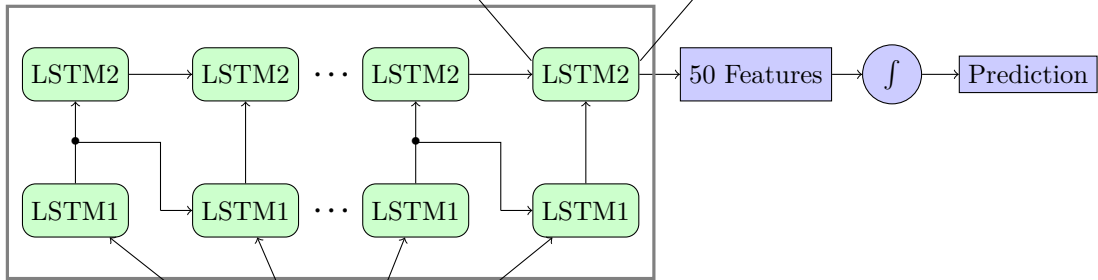 LSTM2 LSTM2 ··· LSTM2 LSTM2 50 Features ∫ Prediction
LSTM1 LSTM1 ··· LSTM1 LSTM1